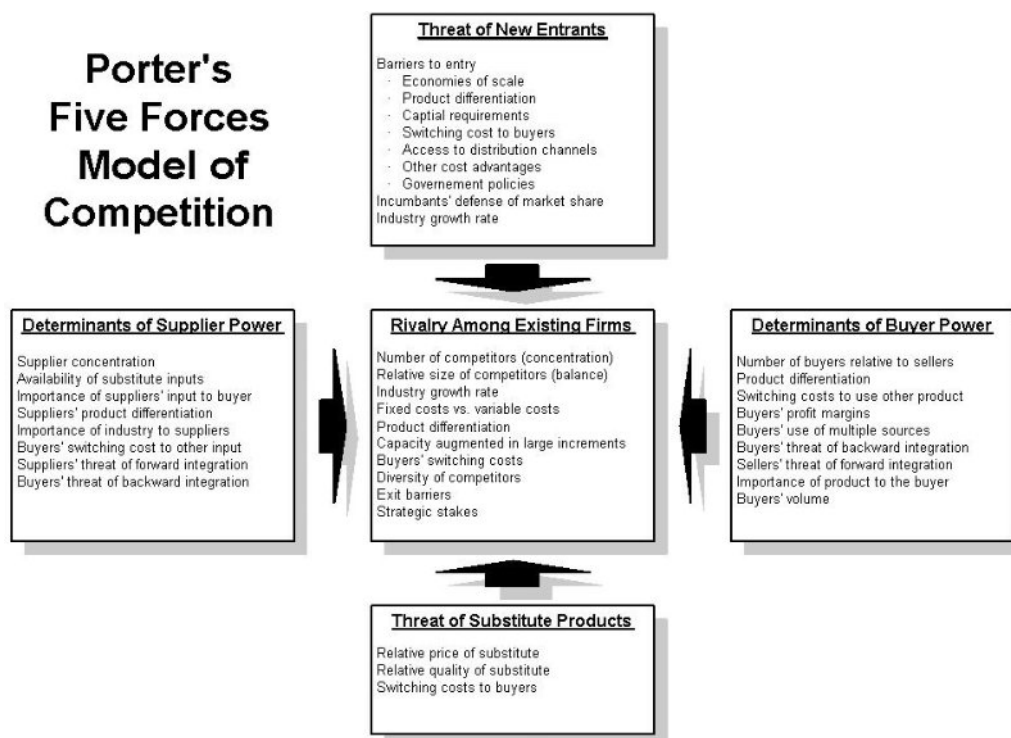 Porter's
Five Forces
Model of
Competition
Threat of New Entrants
Barriers to entry
· Economies of scale
· Product differentiation
· Captial requirements
· Switching cost to buyers
· Access to distribution channels
· Other cost advantages
· Governement policies
Incumbants' defense of market share
Industry growth rate
Determinants of Supplier Power
Supplier concentration
Availability of substitute inputs
Importance of suppliers' input to buyer
Suppliers' product differentiation
Importance of industry to suppliers
Buyers' switching cost to other input
Suppliers' threat of forward integration
Buyers' threat of backward integration
Rivalry Among Existing Firms
Number of competitors (concentration)
Relative size of competitors (balance)
Industry growth rate
Fixed costs vs. variable costs
Product differentiation
Capacity augmented in large increments
Buyers' switching costs
Diversity of competitors
Exit barriers
Strategic stakes
Determinants of Buyer Power
Number of buyers relative to sellers
Product differentiation
Switching costs to use other product
Buyers' profit margins
Buyers' use of multiple sources
Buyers' threat of backward integration
Sellers' threat of forward integration
Importance of product to the buyer
Buyers' volume
Threat of Substitute Products
Relative price of substitute
Relative quality of substitute
Switching costs to buyers